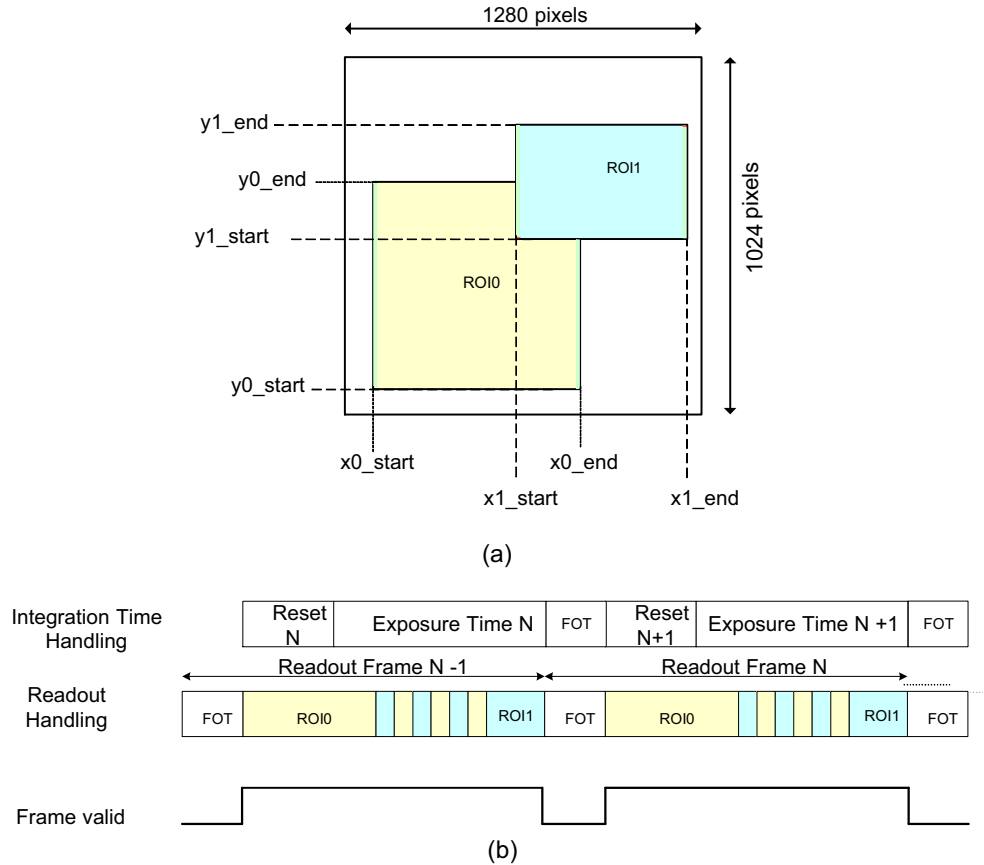 1280 pixels
y1_end
ROI1
y0_end
1024 pixels
y1_start
ROI0
y0_start
x0_start
x0_end
x1_start
x1_end
(a)
Integration Time
Handling
Reset
N
Exposure Time N
FOT
Reset
N+1
Exposure Time N +1
FOT
Readout Frame N -1
Readout Frame N
Readout
Handling
FOT
ROI0
ROI1
FOT
ROI0
ROI1
FOT
Frame valid
(b)